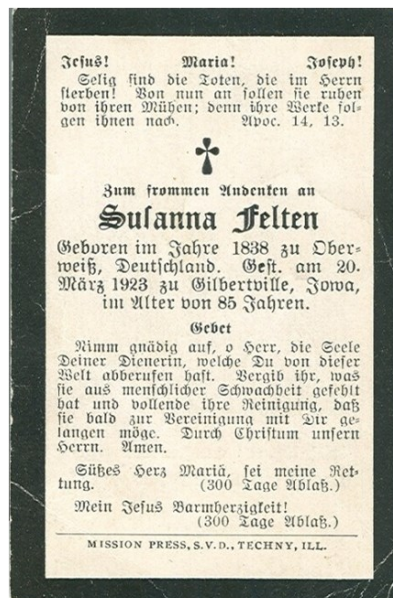 Jesus! Maria! Joseph!
Selig sind die Toten, die im Herrn
sterben! Von nun an sollen sie ruhen
von ihren Mühen; denn ihre Werke fol-
gen ihnen nach. Apoc. 14, 13.
Zum frommen Andenken an
Susanna Felten
Geboren im Jahre 1838 zu Ober-
weiß, Deutschland. Gest. am 20.
März 1923 zu Gilbertville, Jowa,
im Alter von 85 Jahren.
Gebet
Nimm gnädig auf, o Herr, die Seele
Deiner Dienerin, welche Du von dieser
Welt abberufen hast. Vergib ihr, was
sie aus menschlicher Schwachheit gefehlt
hat und vollende ihre Reinigung, daß
sie bald zur Vereinigung mit Dir ge-
langen möge. Durch Christum unsern
Herrn. Amen.
Süßes Herz Mariä, sei meine Ret-
tung. (300 Tage Ablaß.)
Mein Jesus Barmherzigkeit!
(300 Tage Ablaß.)
MISSION PRESS, S.V.D., TECHNY, ILL.